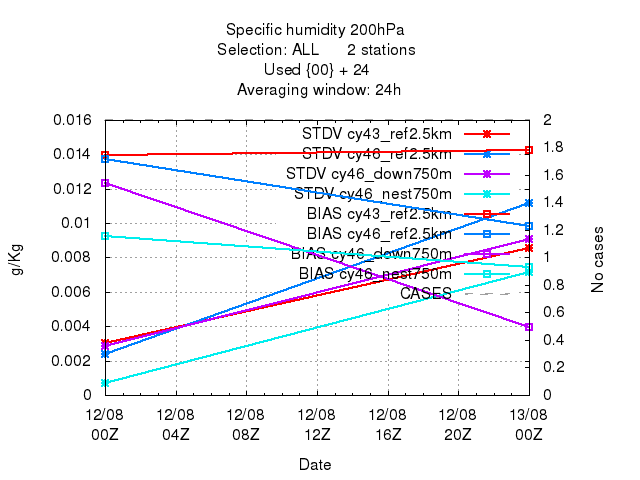 Specific humidity 200hPa
Selection: ALL 2 stations
Used {00} + 24
Averaging window: 24h
0.016
0.014
0.012
0.01
0.008
0.006
0.004
0.002
0
g/Kg
2
1.8
1.6
1.4
1.2
1
0.8
0.6
0.4
0.2
0
No cases
STDV cy43_ref2.5km
STDV cy46_ref2.5km
STDV cy46_down750m
STDV cy46_nest750m
BIAS cy43_ref2.5km
BIAS cy46_ref2.5km
BIAS cy46_down750m
BIAS cy46_nest750m
CASES
12/08 12/08 12/08 12/08 12/08 12/08 13/08
00Z 04Z 08Z 12Z 16Z 20Z 00Z
Date